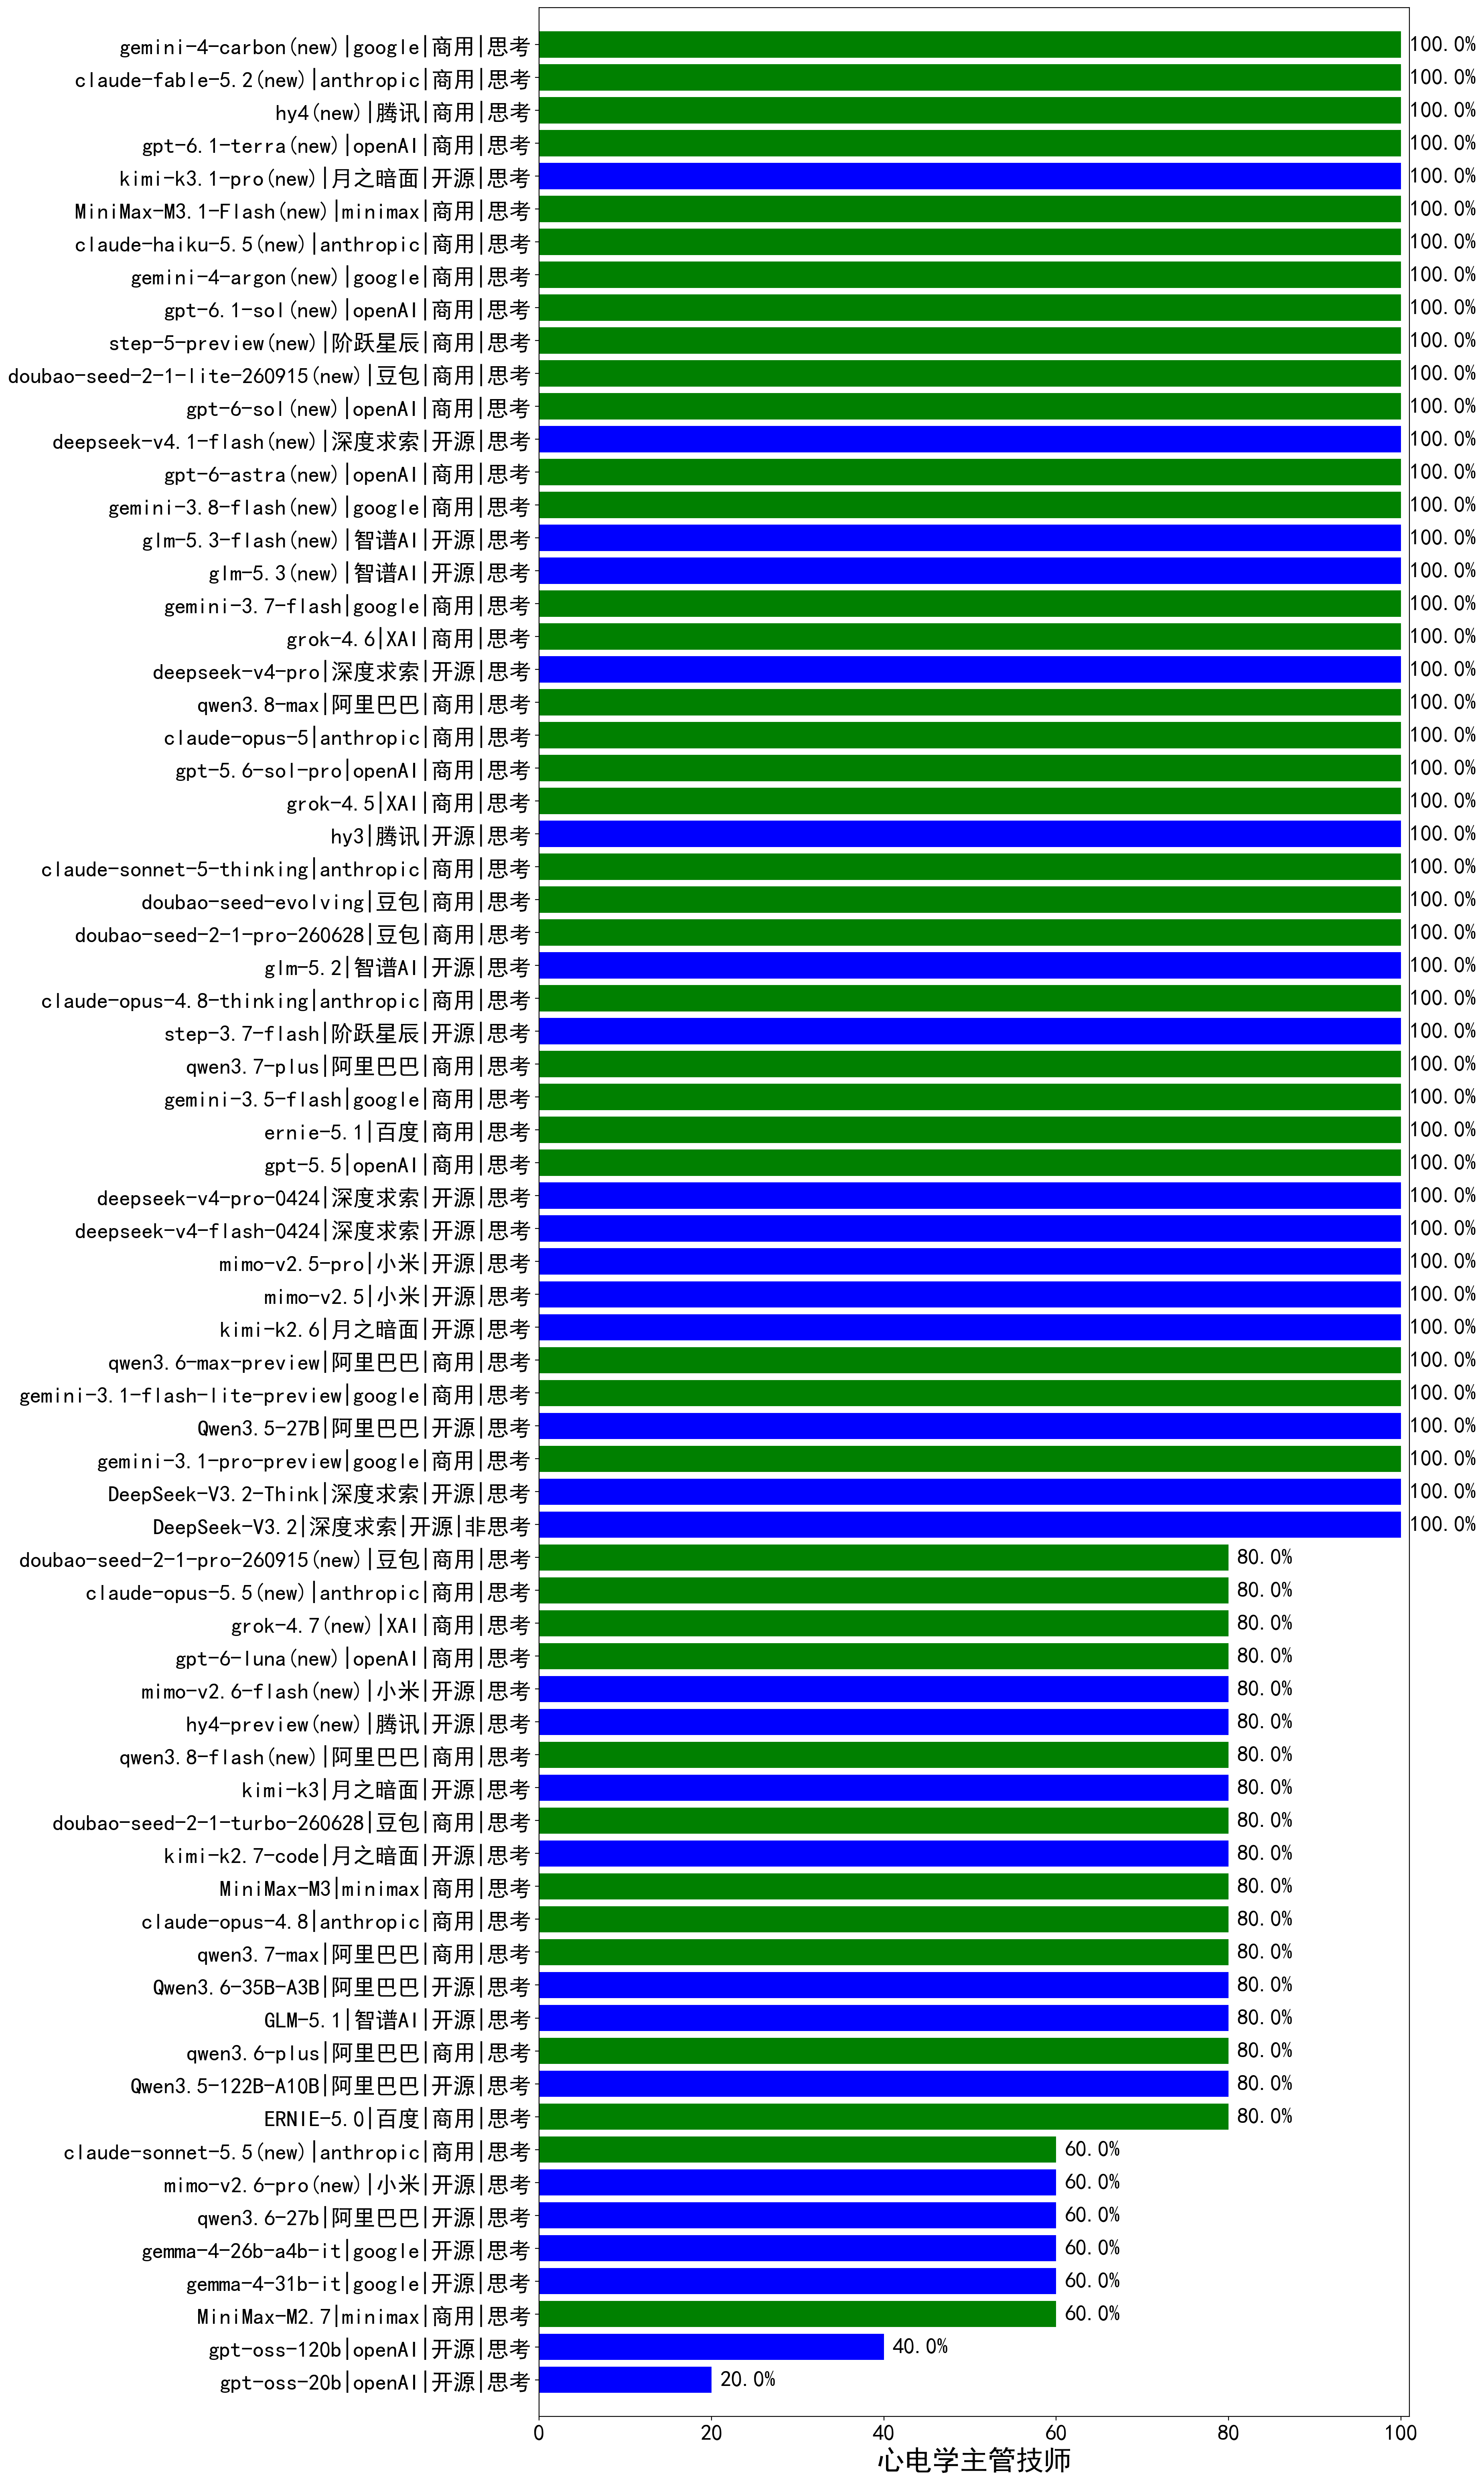 gemini-4-carbon(new)|google|商用|思考 100.0%
claude-fable-5.2(new)|anthropic|商用|思考 100.0%
hy4(new)|腾讯|商用|思考 100.0%
gpt-6.1-terra(new)|openAI|商用|思考 100.0%
kimi-k3.1-pro(new)|月之暗面|开源|思考 100.0%
MiniMax-M3.1-Flash(new)|minimax|商用|思考 100.0%
claude-haiku-5.5(new)|anthropic|商用|思考 100.0%
gemini-4-argon(new)|google|商用|思考 100.0%
gpt-6.1-sol(new)|openAI|商用|思考 100.0%
step-5-preview(new)|阶跃星辰|商用|思考 100.0%
doubao-seed-2-1-lite-260915(new)|豆包|商用|思考 100.0%
gpt-6-sol(new)|openAI|商用|思考 100.0%
deepseek-v4.1-flash(new)|深度求索|开源|思考 100.0%
gpt-6-astra(new)|openAI|商用|思考 100.0%
gemini-3.8-flash(new)|google|商用|思考 100.0%
glm-5.3-flash(new)|智谱AI|开源|思考 100.0%
glm-5.3(new)|智谱AI|开源|思考 100.0%
gemini-3.7-flash|google|商用|思考 100.0%
grok-4.6|XAI|商用|思考 100.0%
deepseek-v4-pro|深度求索|开源|思考 100.0%
qwen3.8-max|阿里巴巴|商用|思考 100.0%
claude-opus-5|anthropic|商用|思考 100.0%
gpt-5.6-sol-pro|openAI|商用|思考 100.0%
grok-4.5|XAI|商用|思考 100.0%
hy3|腾讯|开源|思考 100.0%
claude-sonnet-5-thinking|anthropic|商用|思考 100.0%
doubao-seed-evolving|豆包|商用|思考 100.0%
doubao-seed-2-1-pro-260628|豆包|商用|思考 100.0%
glm-5.2|智谱AI|开源|思考 100.0%
claude-opus-4.8-thinking|anthropic|商用|思考 100.0%
step-3.7-flash|阶跃星辰|开源|思考 100.0%
qwen3.7-plus|阿里巴巴|商用|思考 100.0%
gemini-3.5-flash|google|商用|思考 100.0%
ernie-5.1|百度|商用|思考 100.0%
gpt-5.5|openAI|商用|思考 100.0%
deepseek-v4-pro-0424|深度求索|开源|思考 100.0%
deepseek-v4-flash-0424|深度求索|开源|思考 100.0%
mimo-v2.5-pro|小米|开源|思考 100.0%
mimo-v2.5|小米|开源|思考 100.0%
kimi-k2.6|月之暗面|开源|思考 100.0%
qwen3.6-max-preview|阿里巴巴|商用|思考 100.0%
gemini-3.1-flash-lite-preview|google|商用|思考 100.0%
Qwen3.5-27B|阿里巴巴|开源|思考 100.0%
gemini-3.1-pro-preview|google|商用|思考 100.0%
DeepSeek-V3.2-Think|深度求索|开源|思考 100.0%
DeepSeek-V3.2|深度求索|开源|非思考 100.0%
doubao-seed-2-1-pro-260915(new)|豆包|商用|思考 80.0%
claude-opus-5.5(new)|anthropic|商用|思考 80.0%
grok-4.7(new)|XAI|商用|思考 80.0%
gpt-6-luna(new)|openAI|商用|思考 80.0%
mimo-v2.6-flash(new)|小米|开源|思考 80.0%
hy4-preview(new)|腾讯|开源|思考 80.0%
qwen3.8-flash(new)|阿里巴巴|商用|思考 80.0%
kimi-k3|月之暗面|开源|思考 80.0%
doubao-seed-2-1-turbo-260628|豆包|商用|思考 80.0%
kimi-k2.7-code|月之暗面|开源|思考 80.0%
MiniMax-M3|minimax|商用|思考 80.0%
claude-opus-4.8|anthropic|商用|思考 80.0%
qwen3.7-max|阿里巴巴|商用|思考 80.0%
Qwen3.6-35B-A3B|阿里巴巴|开源|思考 80.0%
GLM-5.1|智谱AI|开源|思考 80.0%
qwen3.6-plus|阿里巴巴|商用|思考 80.0%
Qwen3.5-122B-A10B|阿里巴巴|开源|思考 80.0%
ERNIE-5.0|百度|商用|思考 80.0%
claude-sonnet-5.5(new)|anthropic|商用|思考 60.0%
mimo-v2.6-pro(new)|小米|开源|思考 60.0%
qwen3.6-27b|阿里巴巴|开源|思考 60.0%
gemma-4-26b-a4b-it|google|开源|思考 60.0%
gemma-4-31b-it|google|开源|思考 60.0%
MiniMax-M2.7|minimax|商用|思考 60.0%
gpt-oss-120b|openAI|开源|思考 40.0%
gpt-oss-20b|openAI|开源|思考 20.0%
0 20 40 60 80 100
心电学主管技师